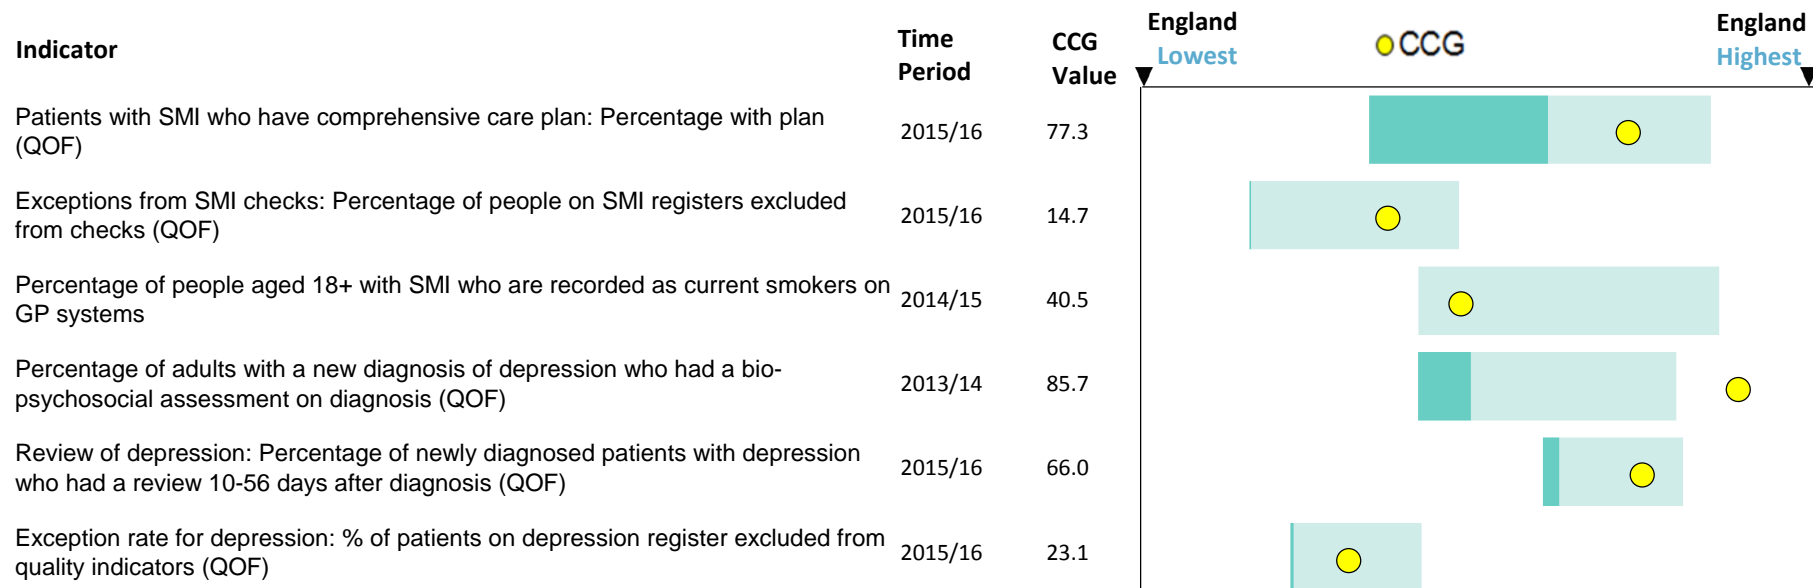 Indicator
Time
Period
CCG
Value
England
Lowest
CCG
England
Highest
Patients with SMI who have comprehensive care plan: Percentage with plan
(QOF)
2015/16
77.3
Exceptions from SMI checks: Percentage of people on SMI registers excluded
from checks (QOF)
2015/16
14.7
Percentage of people aged 18+ with SMI who are recorded as current smokers on
GP systems
2014/15
40.5
Percentage of adults with a new diagnosis of depression who had a bio-
psychosocial assessment on diagnosis (QOF)
2013/14
85.7
Review of depression: Percentage of newly diagnosed patients with depression
who had a review 10-56 days after diagnosis (QOF)
2015/16
66.0
Exception rate for depression: % of patients on depression register excluded from
quality indicators (QOF)
2015/16
23.1